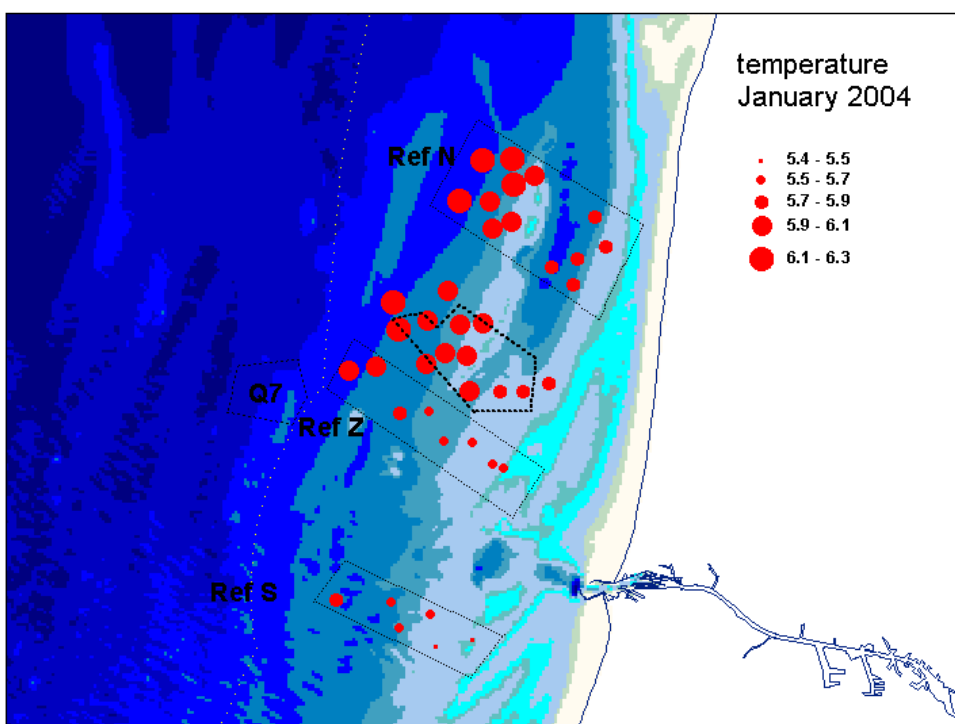 temperature
January 2004
5.4 - 5.5
5.5 - 5.7
5.7 - 5.9
5.9 - 6.1
6.1 - 6.3
Ref N
Q7
Ref Z
Ref S